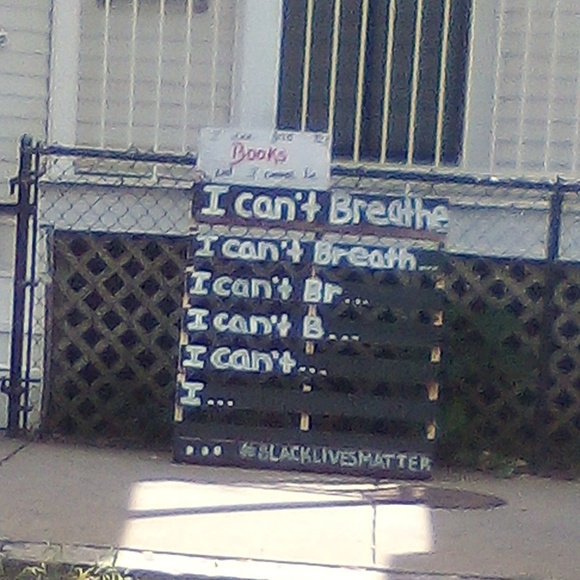 Books
I can't Breathe
I can't Breath...
I can't Br...
I can't B...
I can't...
I...
... #BLACKLIVESMATTER